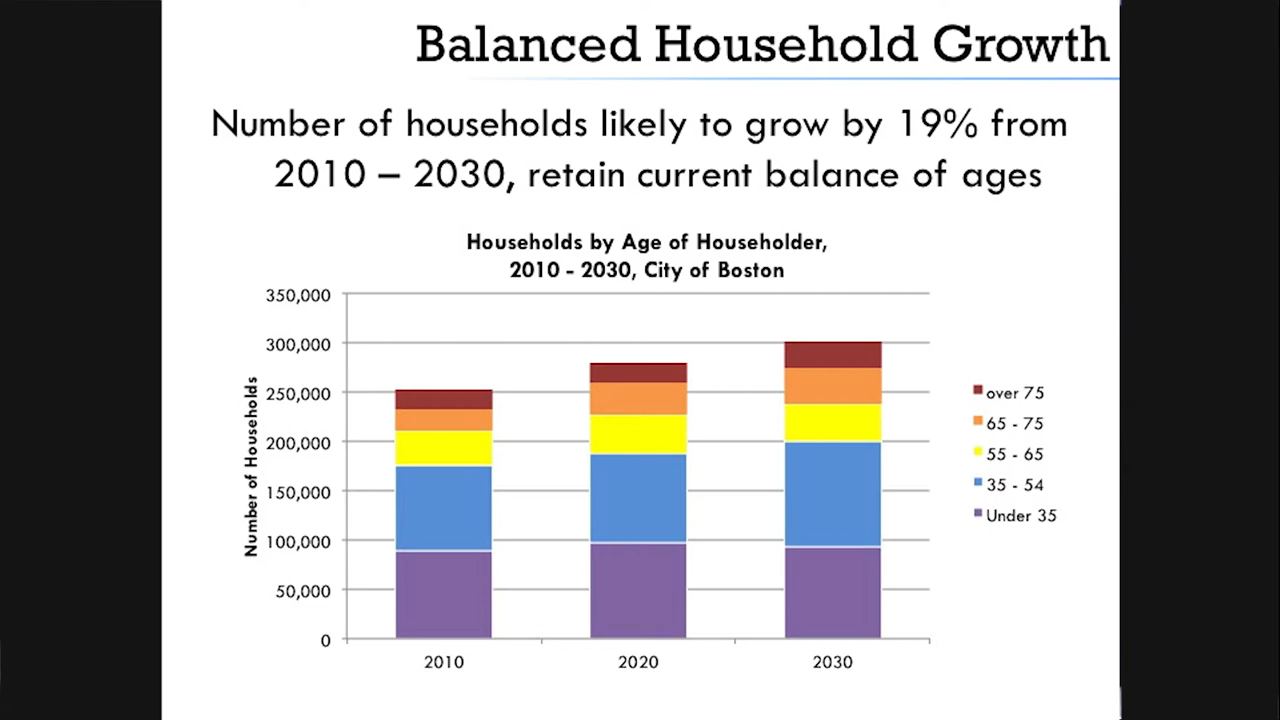 Balanced Household Growth
Number of households likely to grow by 19% from
2010 – 2030, retain current balance of ages
Households by Age of Householder,
2010 - 2030, City of Boston
Number of Households
350,000
300,000
250,000
200,000
150,000
100,000
50,000
0
2010
2020
2030
over 75
65 - 75
55 - 65
35 - 54
Under 35